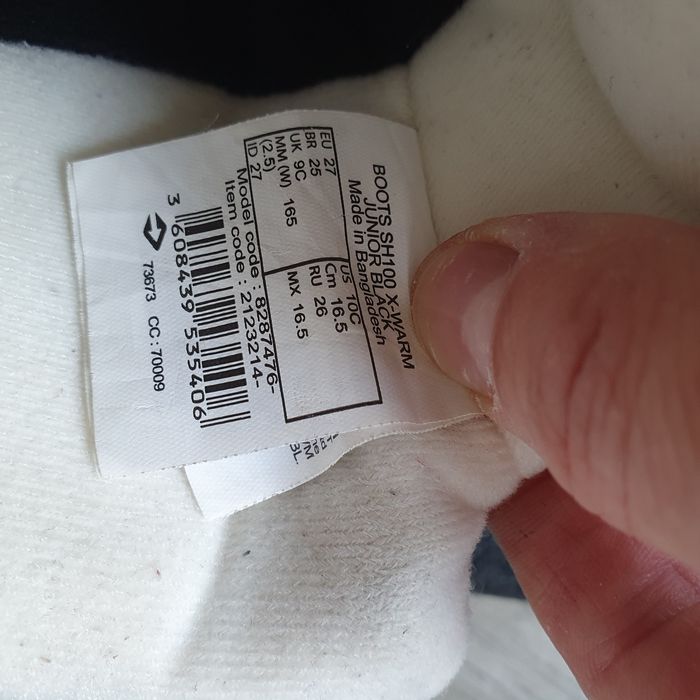 BOOTS SH100 X-WARM
JUNIOR BLACK
Made in Bangladesh
EU 27
BR 25
UK 9C
MM (W) 165
(2.5)
ID 27
US 10C
Cm 16.5
RU 26
MX 16.5
Model code : 8287476-
Item code : 2123214-
3 608439 535406
73673 CC : 70009